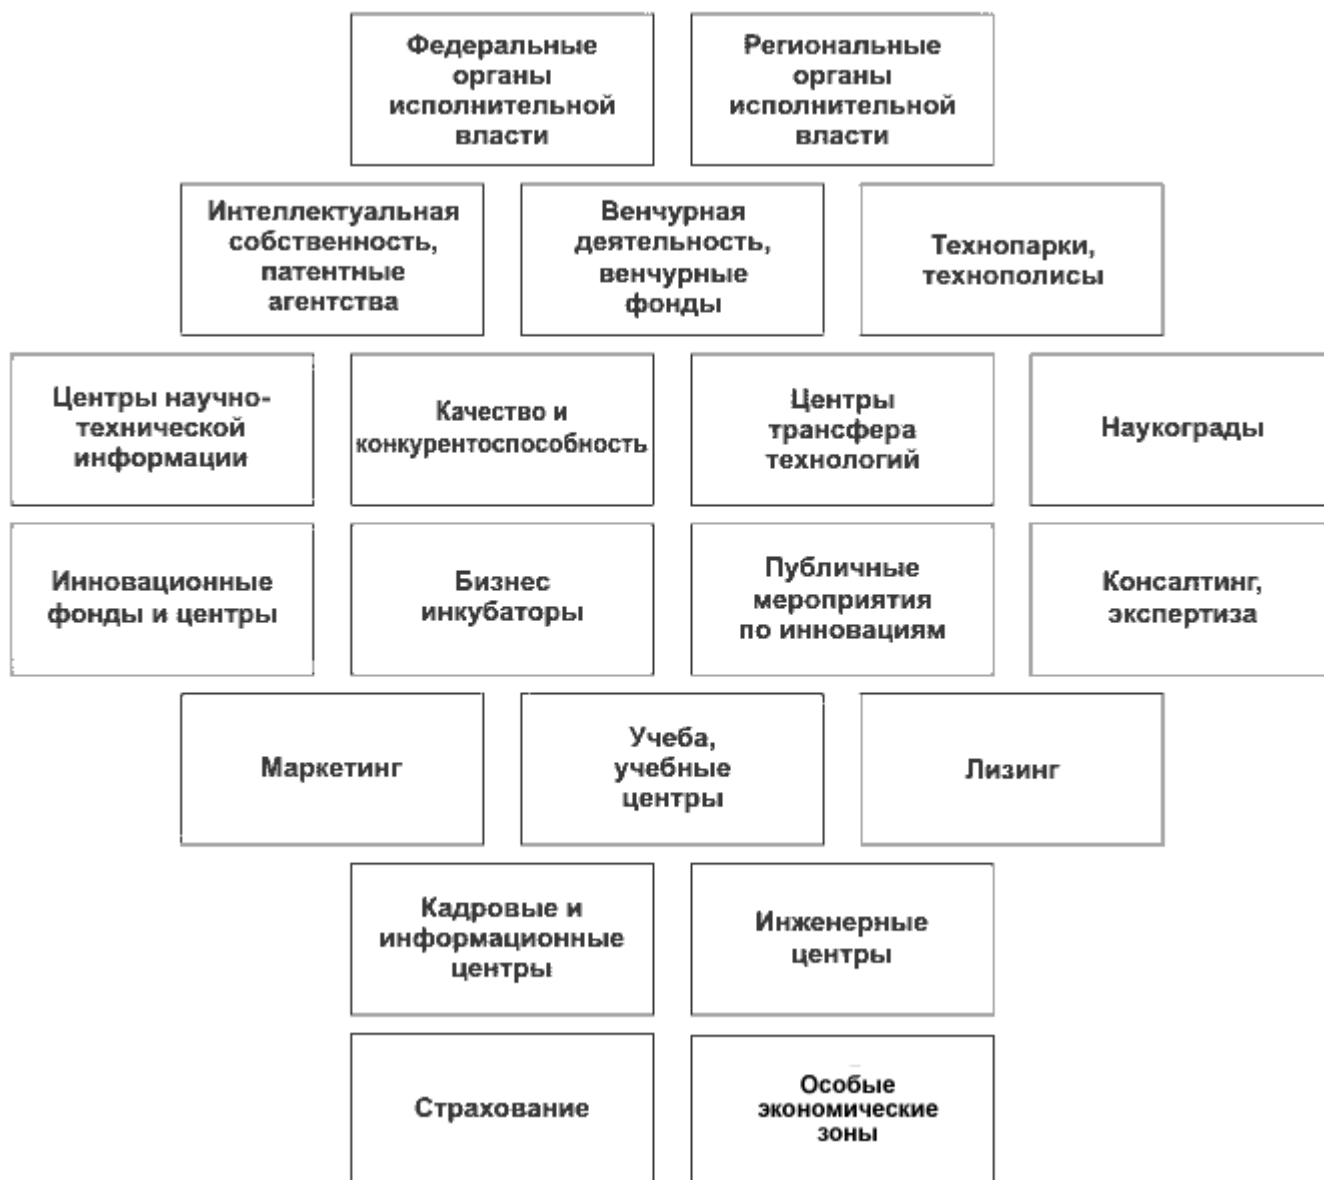 Федеральные
органы
исполнительной
власти
Региональные
органы
исполнительной
власти
Интеллектуальная
собственность,
патентные
агентства
Венчурная
деятельность,
венчурные
фонды
Технопарки,
технополисы
Центры научно-
технической
информации
Качество и
конкурентоспособность
Центры
трансфера
технологий
Наукограды
Инновационные
фонды и центры
Бизнес
инкубаторы
Публичные
мероприятия
по инновациям
Консалтинг,
экспертиза
Маркетинг
Учеба,
учебные
центры
Лизинг
Кадровые и
информационные
центры
Инженерные
центры
Страхование
Особые
экономические
зоны